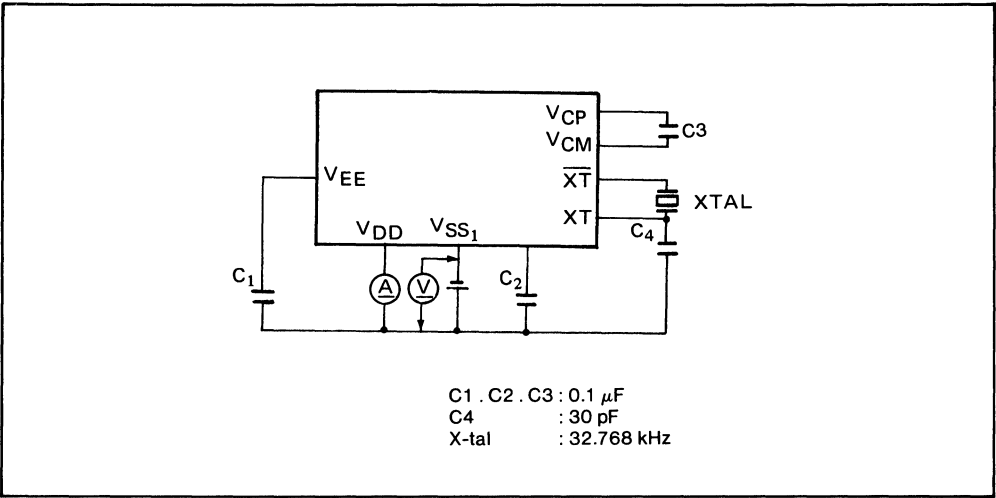 VCP
C3
VCM
X̅T̅
VEE
XTAL
XT
VDD
VSS1
C4
C1
A
V
C2
C1 . C2 . C3 : 0.1 μF
C4 : 30 pF
X-tal : 32.768 kHz